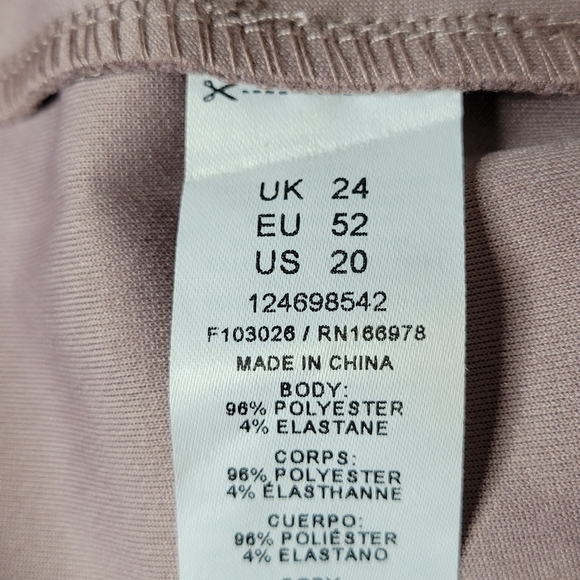 UK 24
EU 52
US 20
124698542
F103026 / RN166978
MADE IN CHINA
BODY:
96% POLYESTER
4% ELASTANE
CORPS:
96% POLYESTER
4% ÉLASTHANNE
CUERPO:
96% POLIÉSTER
4% ELASTANO